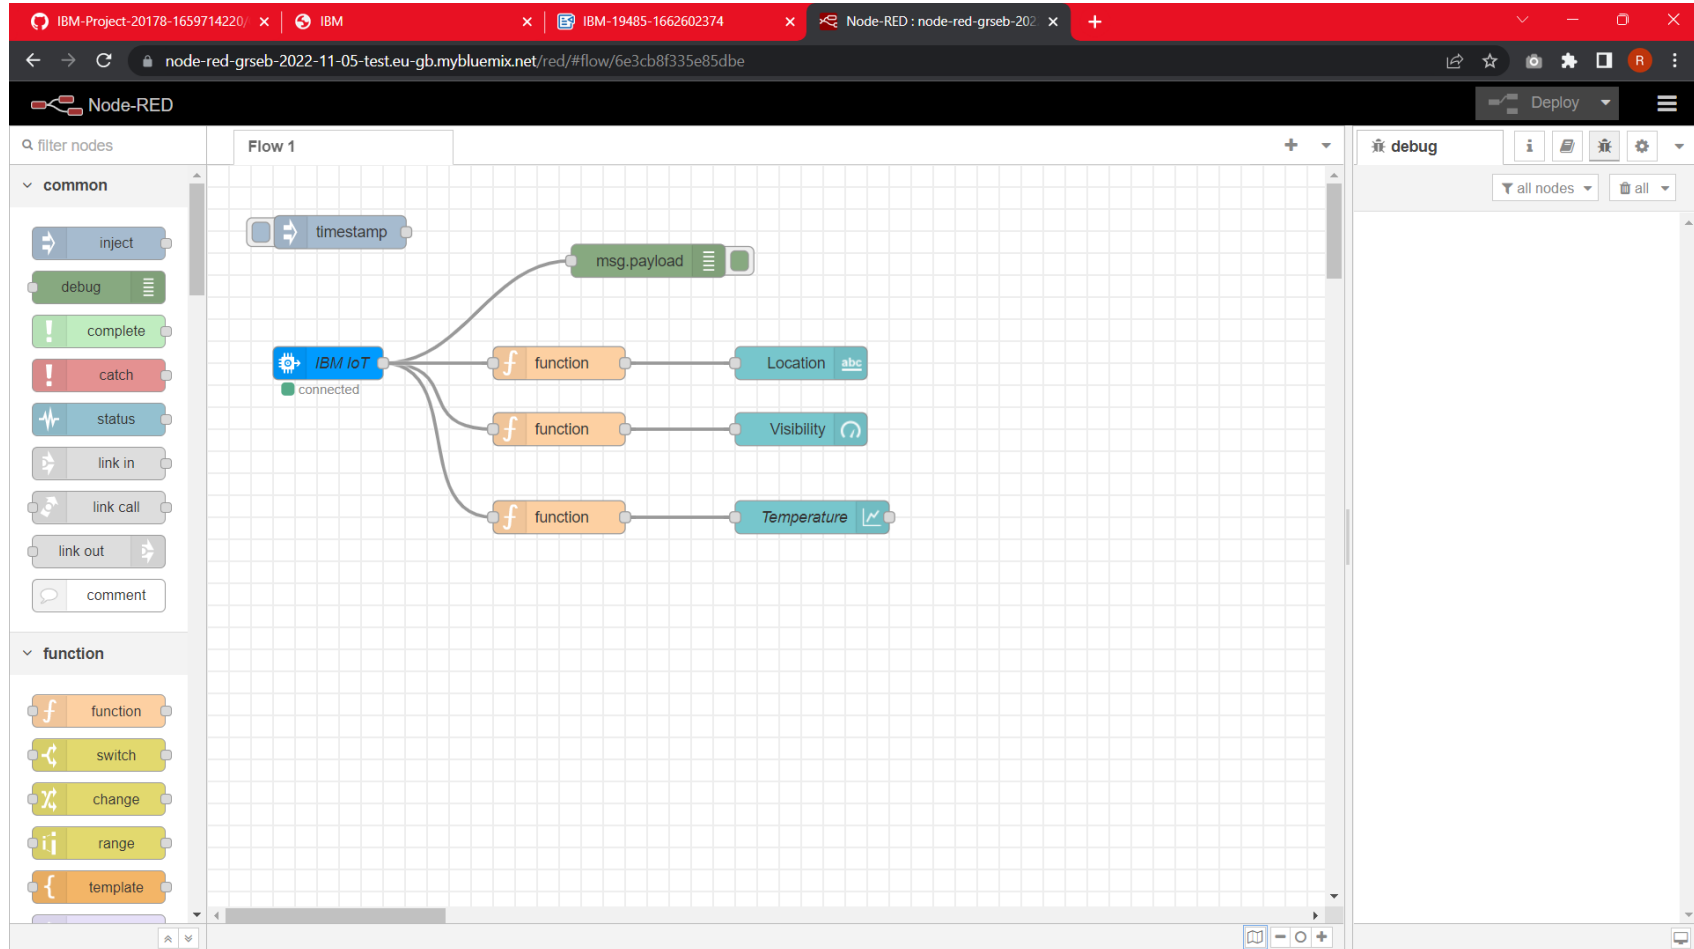 IBM-Project-20178-1659714220/
IBM
IBM-19485-1662602374
Node-RED : node-red-grseb-202
node-red-grseb-2022-11-05-test.eu-gb.mybluemix.net/red/#flow/6e3cb8f335e85dbe
R
Node-RED
Deploy
filter nodes
Flow 1
debug
i
all nodes
all
common
inject
debug
complete
catch
status
link in
link call
link out
comment
function
function
switch
change
range
template
timestamp
msg.payload
IBM IoT
connected
function
Location
abc
function
Visibility
function
Temperature